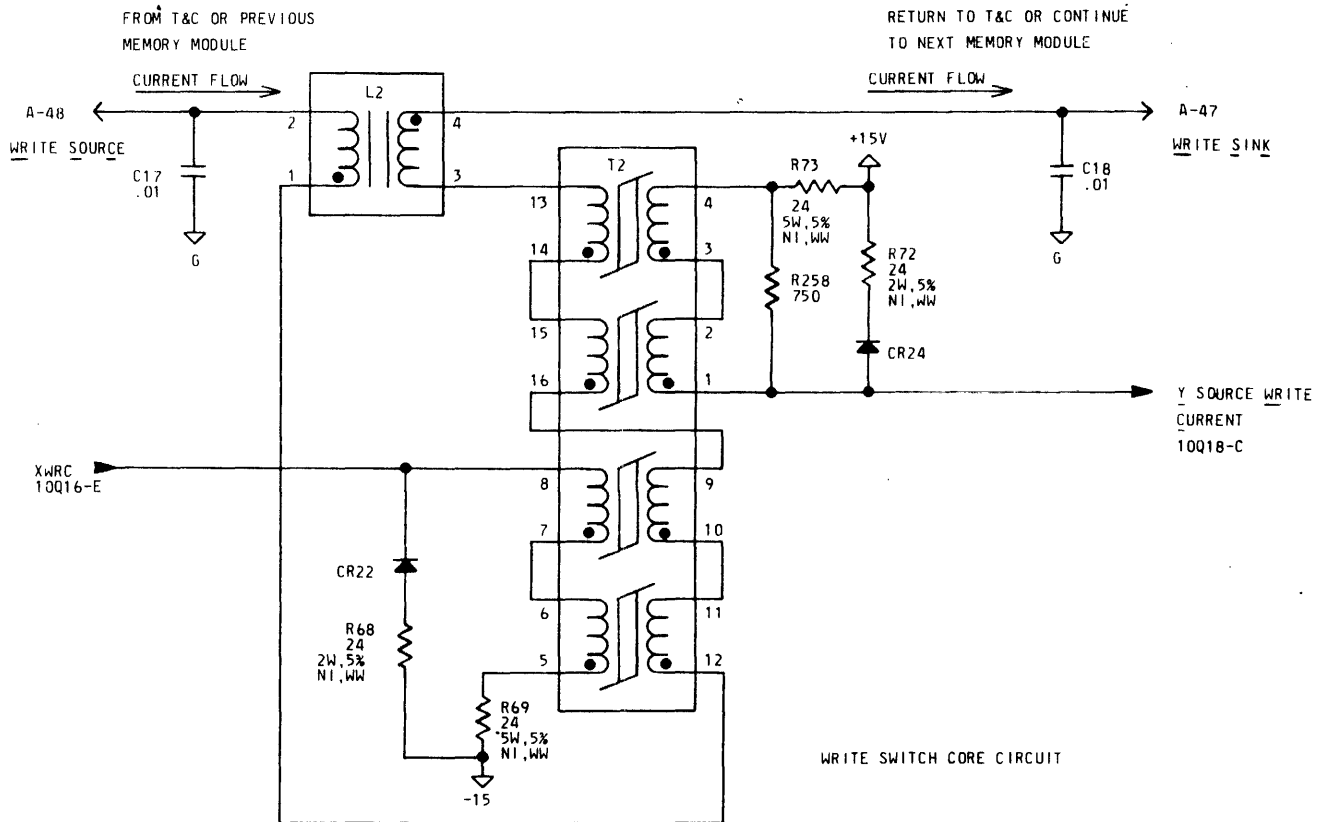 FROM T&C OR PREVIOUS
MEMORY MODULE
CURRENT FLOW
RETURN TO T&C OR CONTINUE
TO NEXT MEMORY MODULE
CURRENT FLOW
L2
A-48
WRITE SOURCE
2
4
A-47
WRITE SINK
C17
.01
G
1
3
T2
+15V
R73
24
5W,5%
NI,WW
C18
.01
G
13
4
14
3
R72
24
2W,5%
NI,WW
R258
750
15
2
CR24
16
1
Y SOURCE WRITE
CURRENT
10Q18-C
XWRC
10Q16-E
8
9
7
10
CR22
6
11
R68
24
2W,5%
NI,WW
5
12
R69
24
5W,5%
NI,WW
-15
WRITE SWITCH CORE CIRCUIT